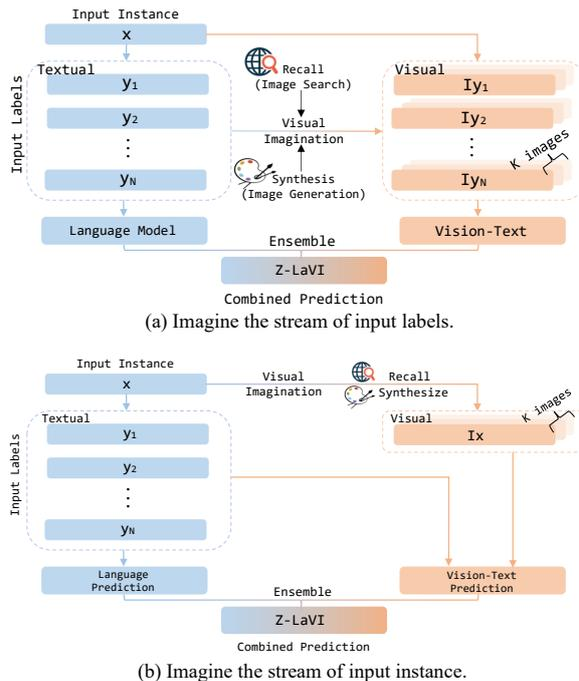 Input Instance
x
Input Labels
Textual
y1
y2
⋮
yN
Recall
(Image Search)
Visual
Imagination
Synthesis
(Image Generation)
Visual
Iy1
Iy2
⋮
IyN
K images
Language Model
Vision-Text
Ensemble
Z-LaVI
Combined Prediction
(a) Imagine the stream of input labels.
Input Instance
x
Visual
Imagination
Recall
Synthesize
Input Labels
Textual
y1
y2
⋮
yN
Visual
Ix
K images
Language
Prediction
Vision-Text
Prediction
Ensemble
Z-LaVI
Combined Prediction
(b) Imagine the stream of input instance.